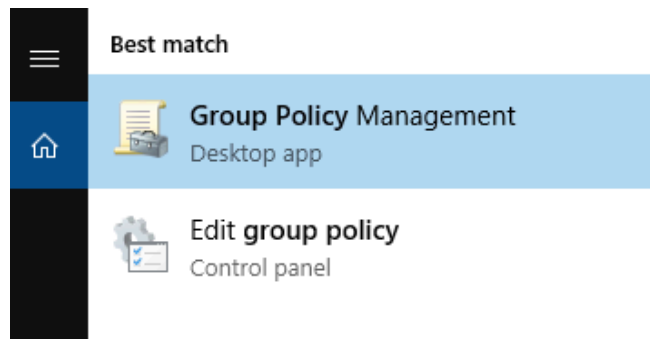 Best match
Group Policy Management
Desktop app
Edit group policy
Control panel